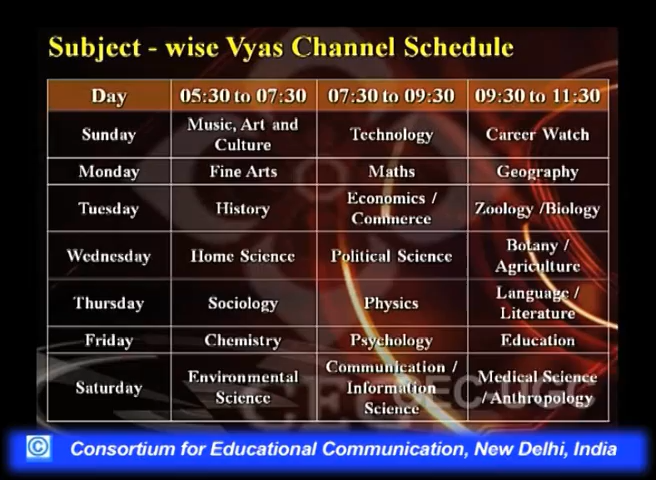 Subject - wise Vyas Channel Schedule
Day 05:30 to 07:30 07:30 to 09:30 09:30 to 11:30
Sunday Music, Art and Culture Technology Career Watch
Monday Fine Arts Maths Geography
Tuesday History Economics / Commerce Zoology /Biology
Wednesday Home Science Political Science Botany / Agriculture
Thursday Sociology Physics Language / Literature
Friday Chemistry Psychology Education
Saturday Environmental Science Communication / Information Science Medical Science / Anthropology
© Consortium for Educational Communication, New Delhi, India